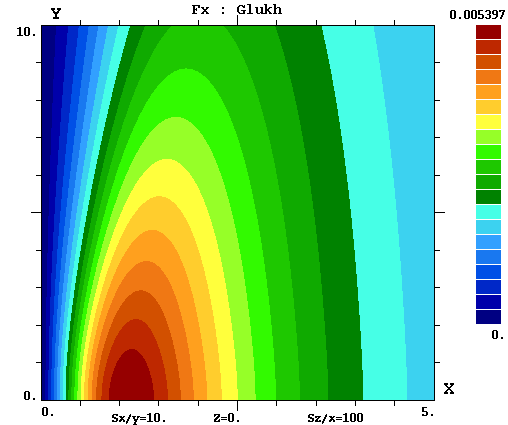 Fx : Glukh
Y
0.005397
10.
0.
0.
X
0.
5.
Sx/y=10.
Z=0.
Sz/x=100